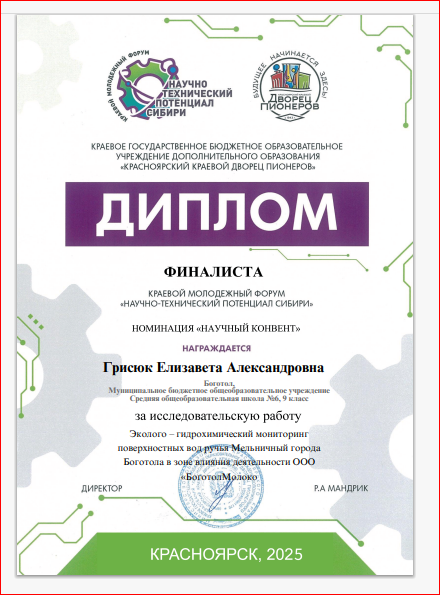 КРАЕВОЙ МОЛОДЕЖНЫЙ ФОРУМ
НАУЧНО
ТЕХНИЧЕСКИЙ
ПОТЕНЦИАЛ
СИБИРИ
БУДУЩЕЕ НАЧИНАЕТСЯ ЗДЕСЬ!
ДВОРЕЦ
ПИОНЕРОВ
КРАЕВОЕ ГОСУДАРСТВЕННОЕ БЮДЖЕТНОЕ ОБРАЗОВАТЕЛЬНОЕ
УЧРЕЖДЕНИЕ ДОПОЛНИТЕЛЬНОГО ОБРАЗОВАНИЯ
«КРАСНОЯРСКИЙ КРАЕВОЙ ДВОРЕЦ ПИОНЕРОВ»
ДИПЛОМ
ФИНАЛИСТА
КРАЕВОЙ МОЛОДЕЖНЫЙ ФОРУМ
«НАУЧНО-ТЕХНИЧЕСКИЙ ПОТЕНЦИАЛ СИБИРИ»
НОМИНАЦИЯ «НАУЧНЫЙ КОНВЕНТ»
НАГРАЖДАЕТСЯ
Грисюк Елизавета Александровна
Боготол,
Муниципальное бюджетное общеобразовательное учреждение
Средняя общеобразовательная школа №6, 9 класс
за исследовательскую работу
Эколого – гидрохимический мониторинг
поверхностных вод ручья Мельничный города
Боготола в зоне влияния деятельности ООО
«БоготолМолоко
ДИРЕКТОР
Р.А МАНДРИК
КРАСНОЯРСК, 2025